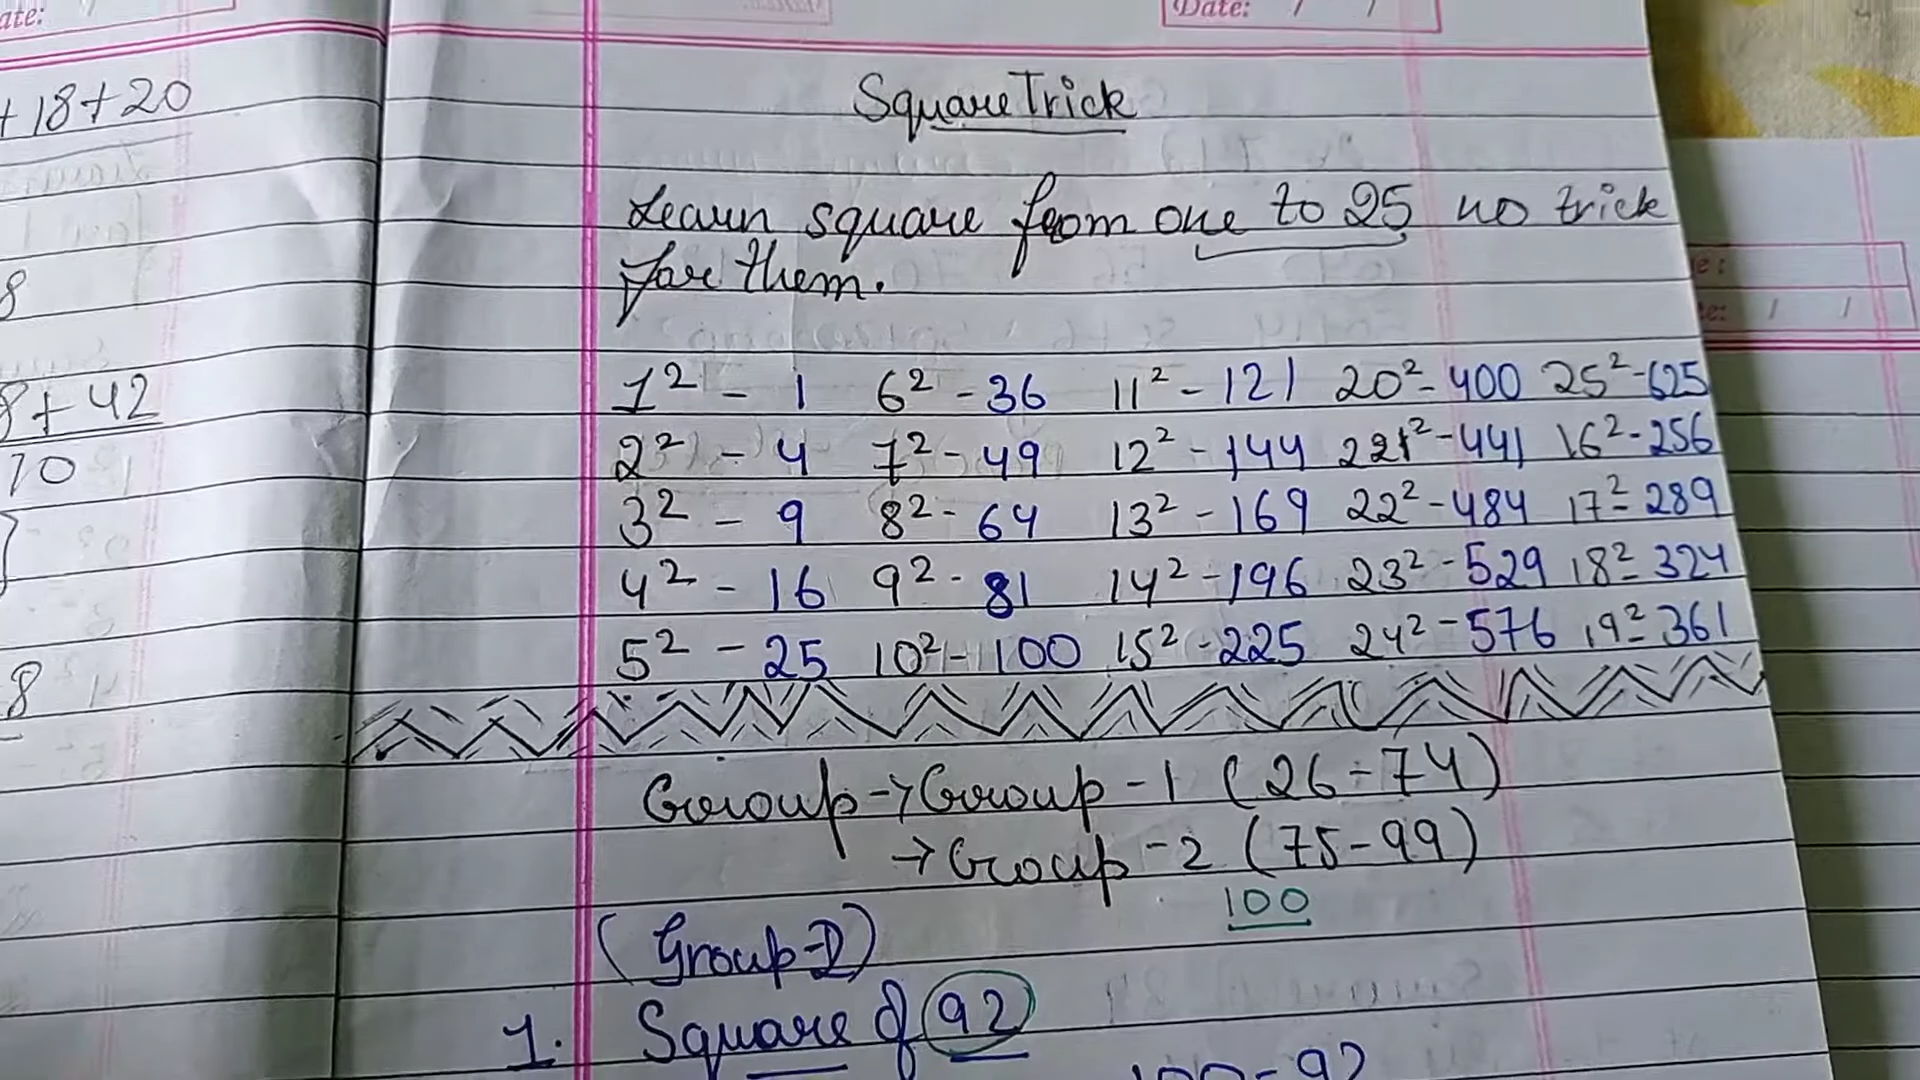 ate:
Date: / /
+ 18 + 20
Square Trick
Learn square from one to 25 no trick
for them.
8
e:
e: / /
1² - 1 6² - 36 11² - 121 20² - 400 25² - 625
8 + 42
2² - 4 7² - 49 12² - 144 221² - 441 16² - 256
70
3² - 9 8² - 64 13² - 169 22² - 484 17² - 289
4² - 16 9² - 81 14² - 196 23² - 529 18² - 324
5² - 25 10² - 100 15² - 225 24² - 576 19² - 361
8
Group → Group - 1 (26 - 74)
→ Group - 2 (75 - 99)
100
(Group-2)
1. Square of 92
100 - 92